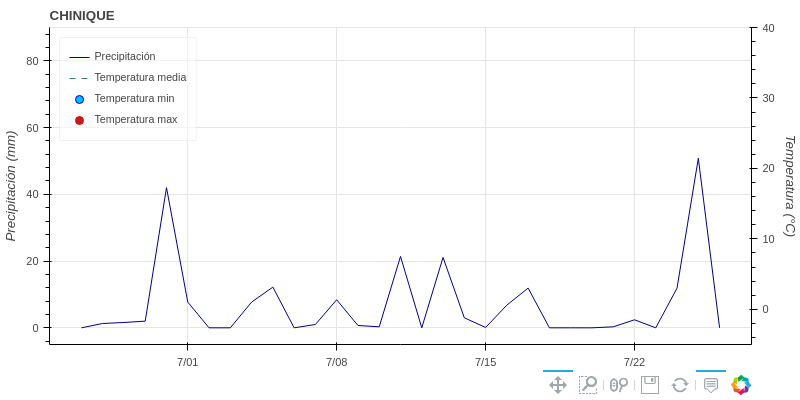 CHINIQUE
Precipitación
Temperatura media
Temperatura min
Temperatura max
Precipitación (mm)
80
60
40
20
0
40
30
20
10
0
Temperatura (°C)
7/01
7/08
7/15
7/22